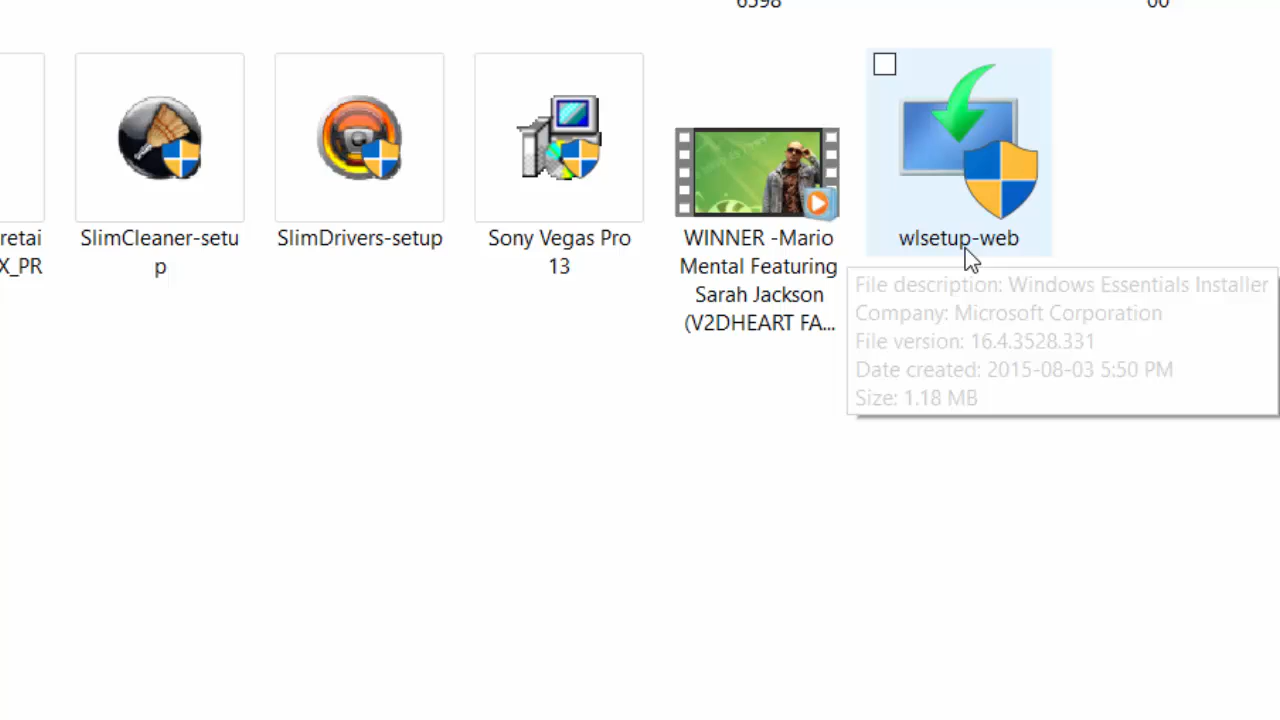 6598
00
retai
X_PR
SlimCleaner-setu
p
SlimDrivers-setup
Sony Vegas Pro
13
WINNER -Mario
Mental Featuring
Sarah Jackson
(V2DHEART FA...
wlsetup-web
File description: Windows Essentials Installer
Company: Microsoft Corporation
File version: 16.4.3528.331
Date created: 2015-08-03 5:50 PM
Size: 1.18 MB